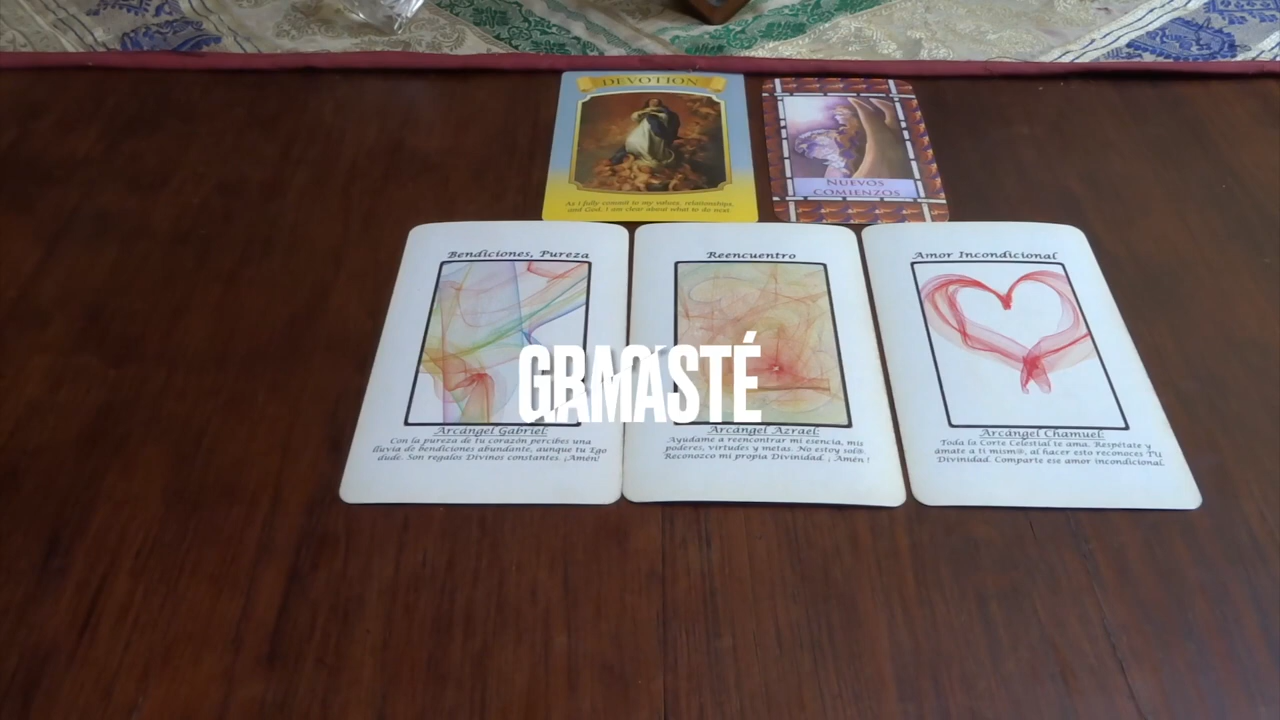 DEVOTION
As I fully commit to my values, relationships,
and God, I am clear about what to do next.
NUEVOS
COMIENZOS
Bendiciones, Pureza
Arcángel Gabriel:
Con la pureza de tu corazón percibes una
lluvia de bendiciones abundante, aunque tu Ego
dude. Son regalos Divinos constantes. ¡Amén!
Reencuentro
Arcángel Azrael:
Ayúdame a reencontrar mi esencia, mis
poderes, virtudes y metas. No estoy sol@.
Reconozco mi propia Divinidad. ¡ Amén !
Amor Incondicional
Arcángel Chamuel:
Toda la Corte Celestial te ama. Respétate y
ámate a ti mism@, al hacer esto reconoces TU
Divinidad. Comparte ese amor incondicional.